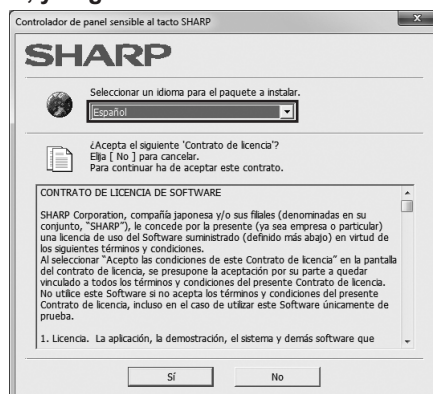 Controlador de panel sensible al tacto SHARP
SHARP
Seleccionar un idioma para el paquete a instalar.
Español
¿Acepta el siguiente 'Contrato de licencia'?
Elija [ No ] para cancelar.
Para continuar ha de aceptar este contrato.
CONTRATO DE LICENCIA DE SOFTWARE
SHARP Corporation, compañía japonesa y/o sus filiales (denominadas en su
conjunto, "SHARP"), le concede por la presente (ya sea empresa o particular)
una licencia de uso del Software suministrado (definido más abajo) en virtud de
los siguientes términos y condiciones.
Al seleccionar "Acepto las condiciones de este Contrato de licencia" en la pantalla
del contrato de licencia, se presupone la aceptación por su parte a quedar
vinculado a todos los términos y condiciones del presente Contrato de licencia.
No utilice este Software si no acepta los términos y condiciones del presente
Contrato de licencia, incluso en el caso de utilizar este Software únicamente de
prueba.
1. Licencia. La aplicación, la demostración, el sistema y demás software que
Sí
No